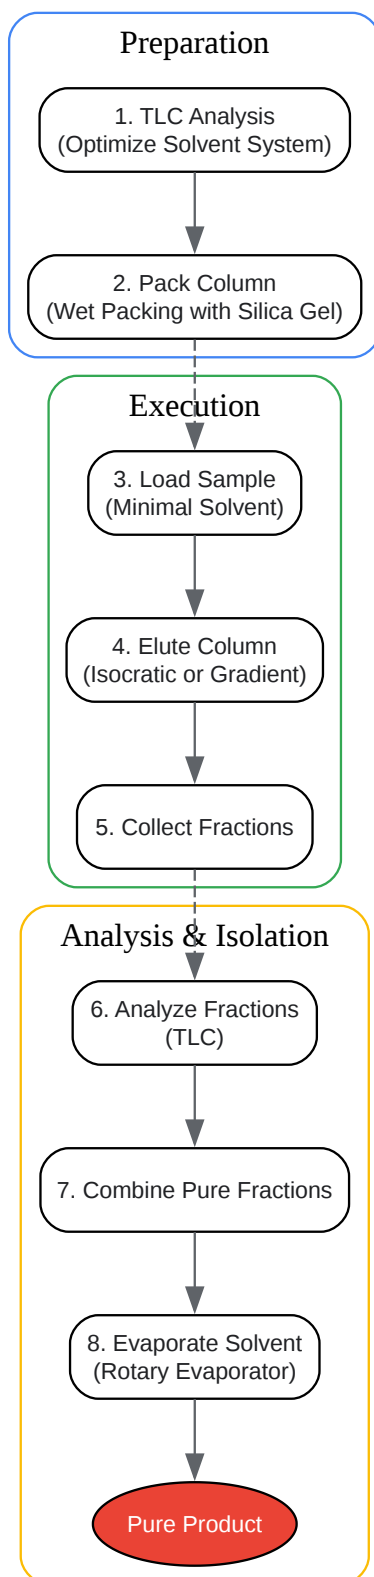 Preparation
1. TLC Analysis
(Optimize Solvent System)
2. Pack Column
(Wet Packing with Silica Gel)
Execution
3. Load Sample
(Minimal Solvent)
4. Elute Column
(Isocratic or Gradient)
5. Collect Fractions
Analysis & Isolation
6. Analyze Fractions
(TLC)
7. Combine Pure Fractions
8. Evaporate Solvent
(Rotary Evaporator)
Pure Product